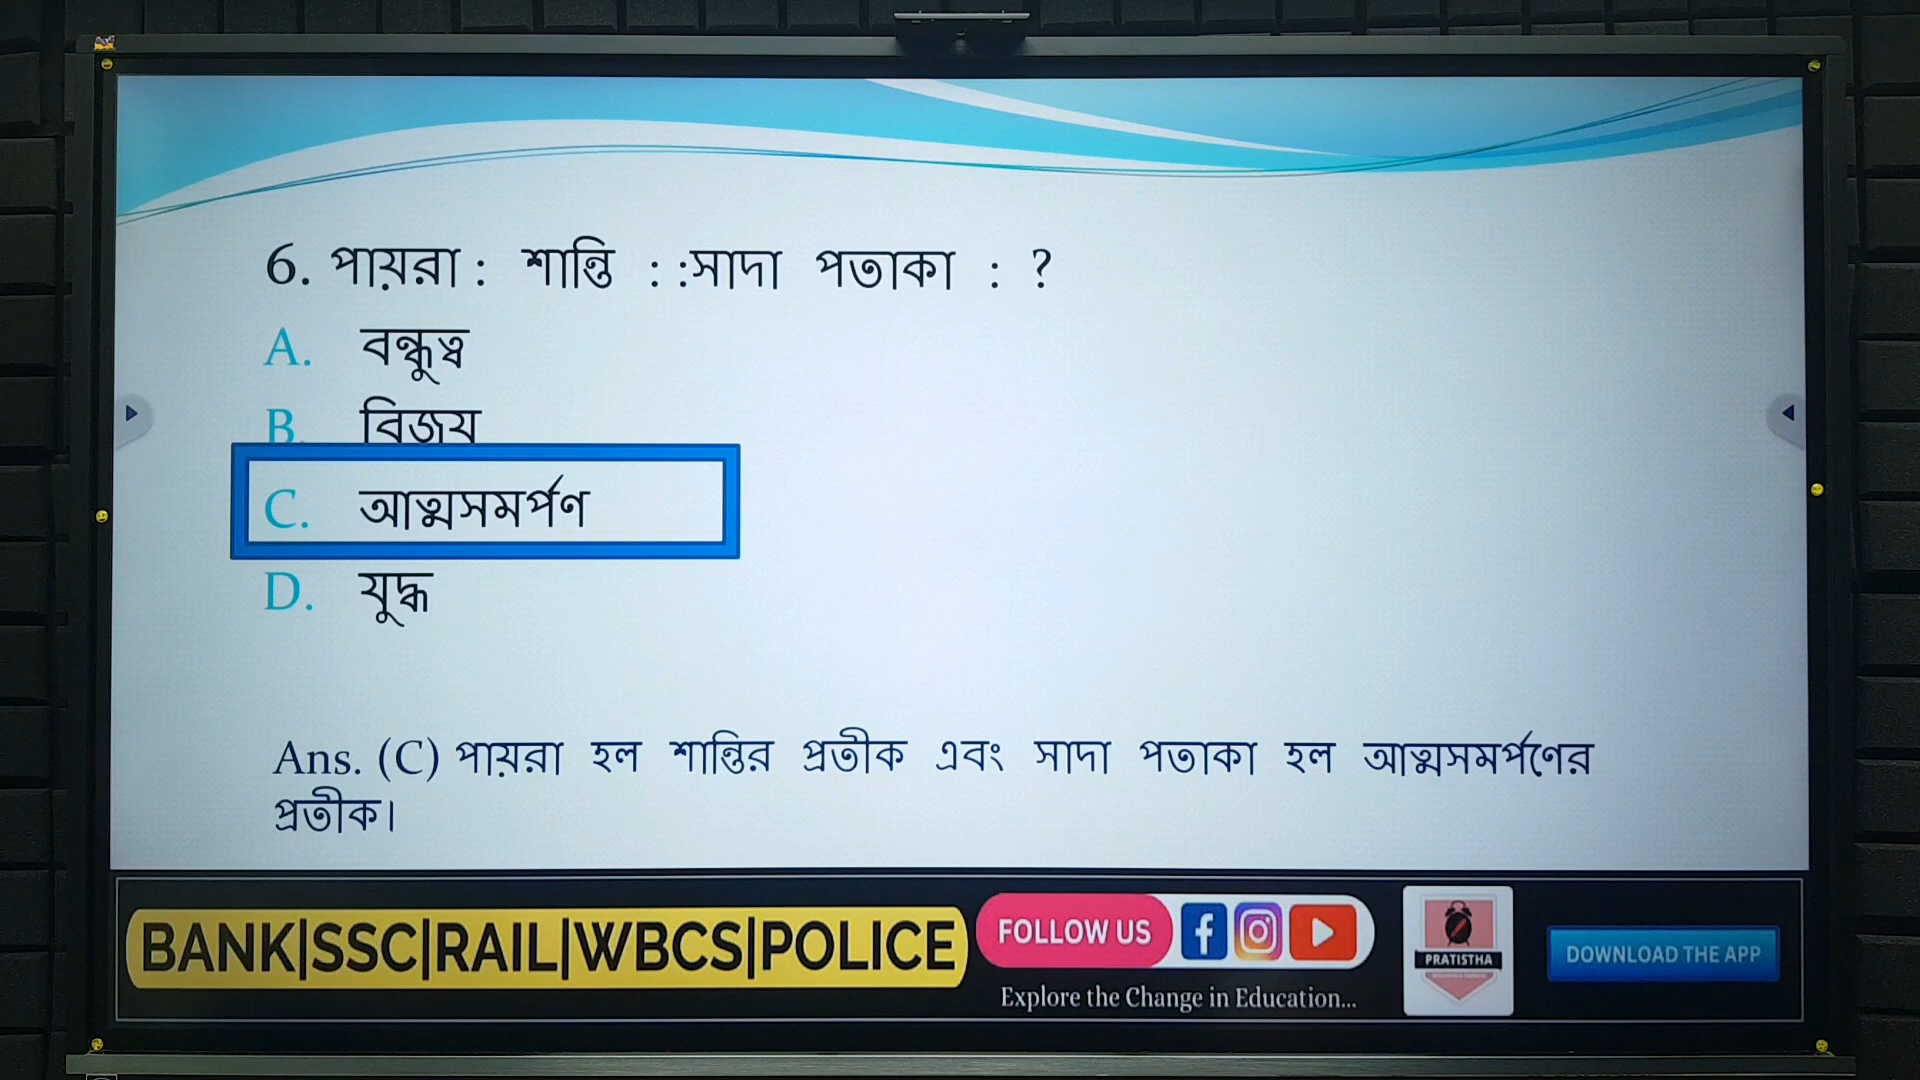 6. পায়রা : শান্তি : :সাদা পতাকা : ?
A. বন্ধুত্ব
B. বিজয়
C. আত্মসমর্পণ
D. যুদ্ধ
Ans. (C) পায়রা হল শান্তির প্রতীক এবং সাদা পতাকা হল আত্মসমর্পণের
প্রতীক।
BANK|SSC|RAIL|WBCS|POLICE
FOLLOW US
Explore the Change in Education...
PRATISTHA
DOWNLOAD THE APP